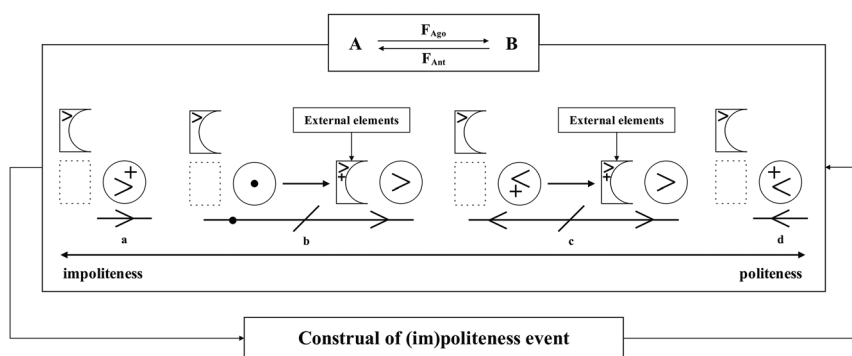 F_Ago
A B
F_Ant
External elements External elements
a b c d
impoliteness politeness
Construal of (im)politeness event